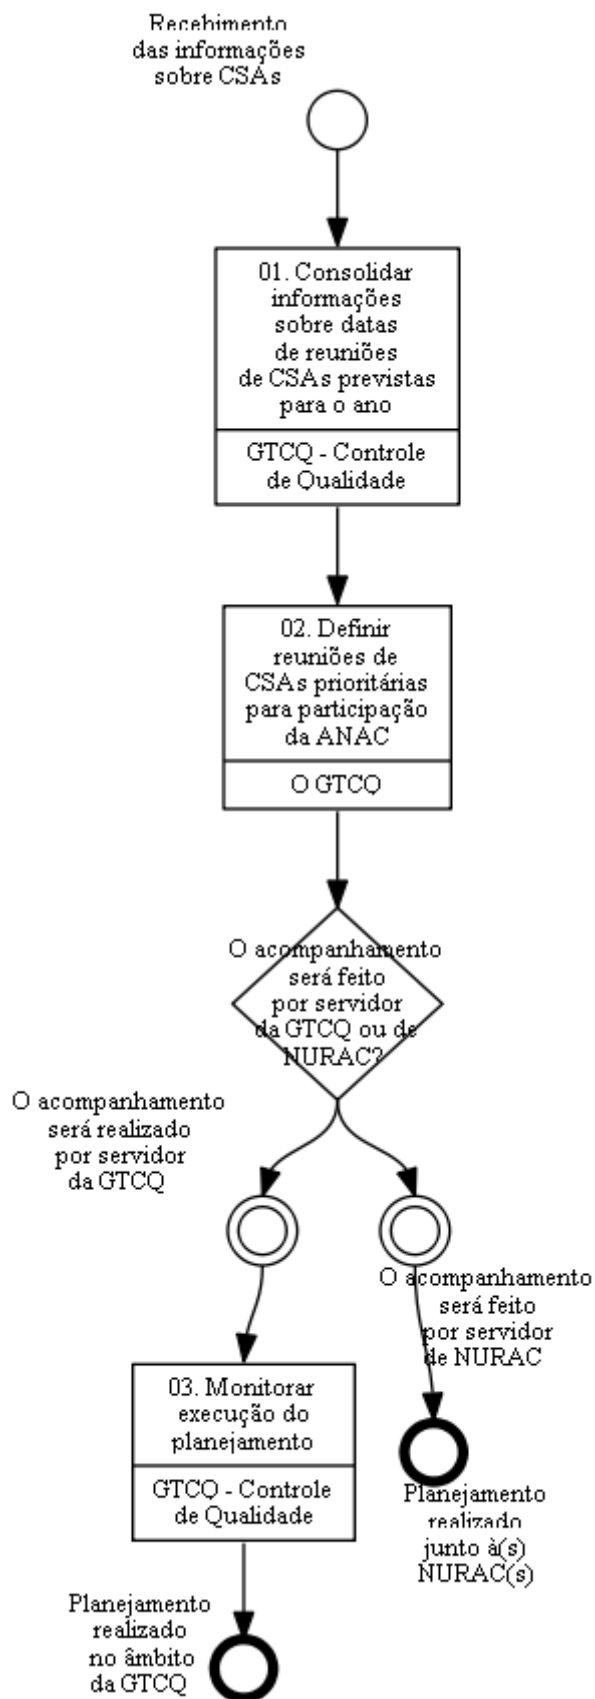 Recebimento
das informações
sobre CSAs
01. Consolidar
informações
sobre datas
de reuniões
de CSAs previstas
para o ano
GTCQ - Controle
de Qualidade
02. Definir
reuniões de
CSAs prioritárias
para participação
da ANAC
O GTCQ
O acompanhamento
será feito
por servidor
da GTCQ ou de
NURAC?
O acompanhamento
será realizado
por servidor
da GTCQ
O acompanhamento
será feito
por servidor
de NURAC
03. Monitorar
execução do
planejamento
GTCQ - Controle
de Qualidade
Planejamento
realizado
junto à(s)
NURAC(s)
Planejamento
realizado
no âmbito
da GTCQ